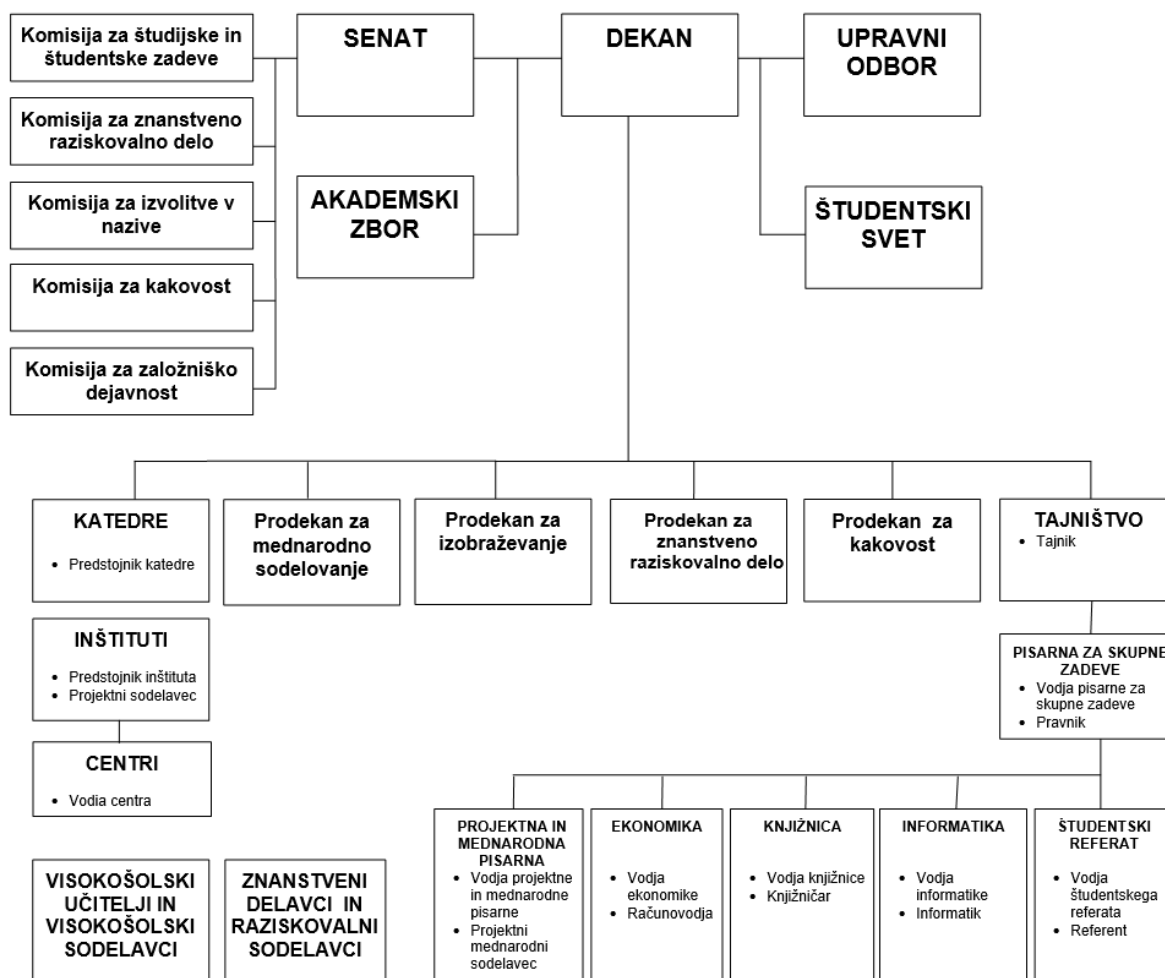 Komisija za študijske in
študentske zadeve
SENAT
DEKAN
UPRAVNI
ODBOR
Komisija za znanstveno
raziskovalno delo
Komisija za izvolitve v
nazive
AKADEMSKI
ZBOR
ŠTUDENTSKI
SVET
Komisija za kakovost
Komisija za založniško
dejavnost
KATEDRE
• Predstojnik katedre
Prodekan za
mednarodno
sodelovanje
Prodekan za
izobraževanje
Prodekan za
znanstveno
raziskovalno delo
Prodekan za
kakovost
TAJNIŠTVO
• Tajnik
INŠTITUTI
• Predstojnik inštituta
• Projektni sodelavec
PISARNA ZA SKUPNE
ZADEVE
• Vodja pisarne za
skupne zadeve
• Pravnik
CENTRI
• Vodia centra
PROJEKTNA IN
MEDNARODNA
PISARNA
• Vodja projektne
in mednarodne
pisarne
• Projektni
mednarodni
sodelavec
EKONOMIKA
• Vodja
ekonomike
• Računovodja
KNJIŽNICA
• Vodja knjižnice
• Knjižničar
INFORMATIKA
• Vodja
informatike
• Informatik
ŠTUDENTSKI
REFERAT
• Vodja
študentskega
referata
• Referent
VISOKOŠOLSKI
UČITELJI IN
VISOKOŠOLSKI
SODELAVCI
ZNANSTVENI
DELAVCI IN
RAZISKOVALNI
SODELAVCI